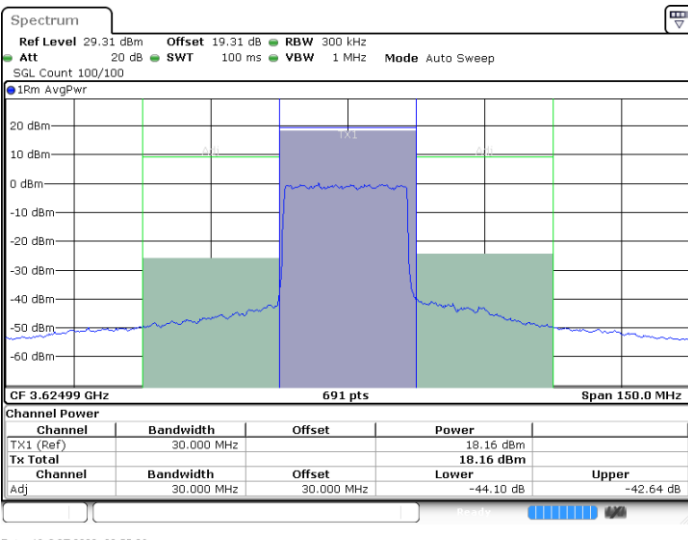 Spectrum
Ref Level 29.31 dBm Offset 19.31 dB RBW 300 kHz
Att 20 dB SWT 100 ms VBW 1 MHz Mode Auto Sweep
SGL Count 100/100
1Rm AvgPwr
20 dBm
TX1
10 dBm
Adj
Adj
0 dBm
-10 dBm
-20 dBm
-30 dBm
-40 dBm
-50 dBm
-60 dBm
CF 3.62499 GHz 691 pts Span 150.0 MHz
Channel Power
Channel Bandwidth Offset Power
TX1 (Ref) 30.000 MHz 18.16 dBm
Tx Total 18.16 dBm
Channel Bandwidth Offset Lower Upper
Adj 30.000 MHz 30.000 MHz -44.10 dB -42.64 dB
Ready